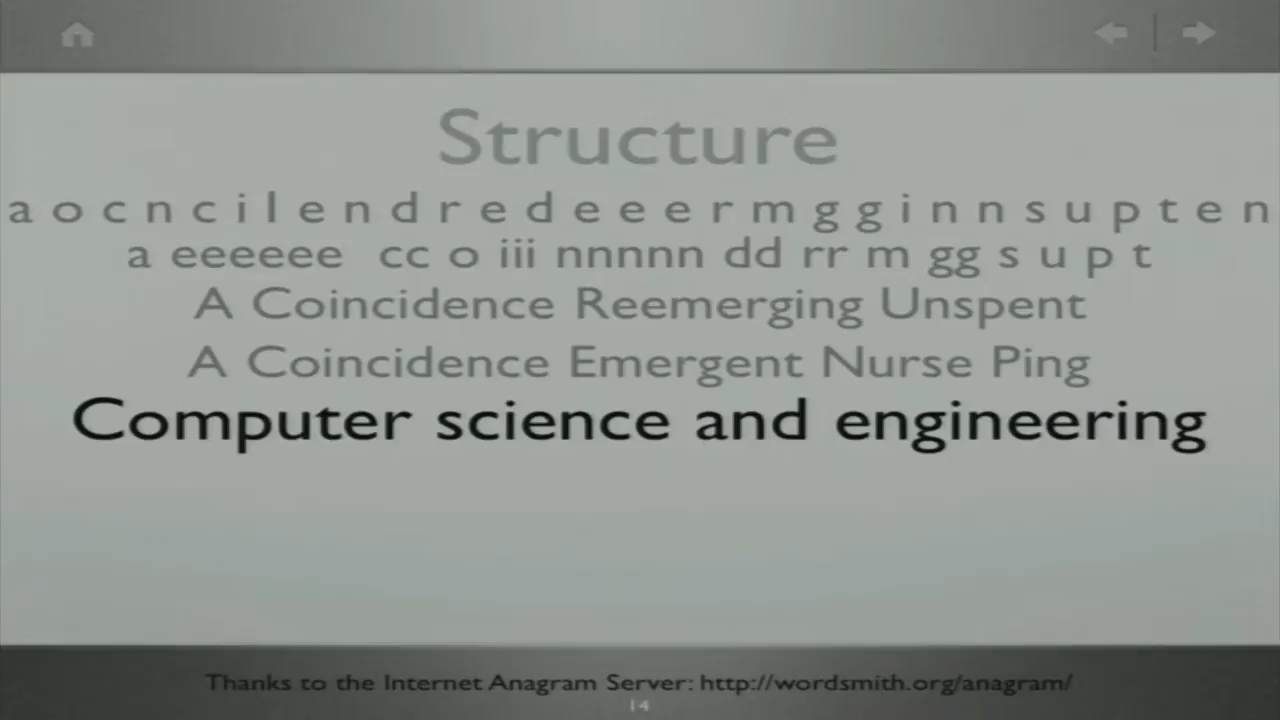 Structure
a o c n c i l e n d r e d e e e r m g g i n n s u p t e n
a eeeeee cc o iii nnnnn dd rr m gg s u p t
A Coincidence Reemerging Unspent
A Coincidence Emergent Nurse Ping
Computer science and engineering
Thanks to the Internet Anagram Server: http://wordsmith.org/anagram/
14